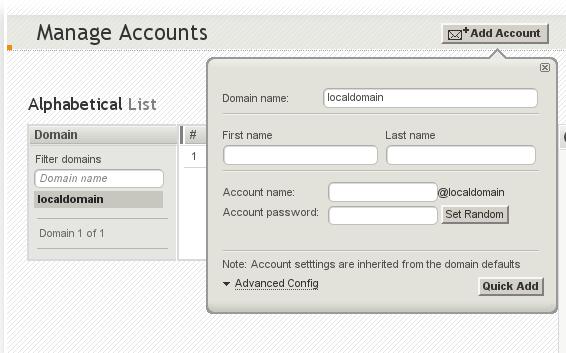 Manage Accounts
Add Account
Domain name: localdomain
Alphabetical List
Domain #
First name Last name
1
Filter domains
Domain name
localdomain
Account name: @localdomain
Account password: Set Random
Domain 1 of 1
Note: Account setttings are inherited from the domain defaults
Advanced Config
Quick Add